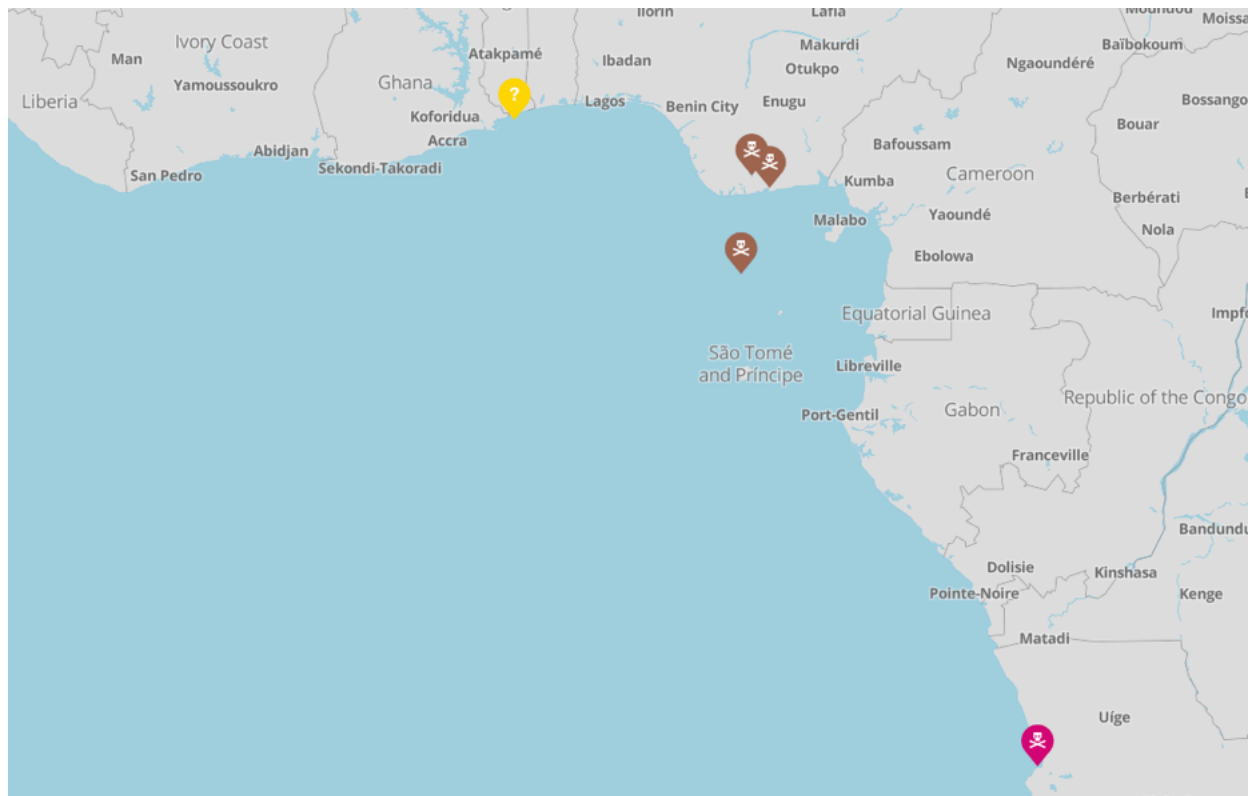 Ilorin
Lafia
Moundou
Moissa
Ivory Coast
Man
Atakpamé
Ibadan
Makurdi
Baïbokoum
Otukpo
Ngaoundéré
Yamoussoukro
Ghana
Liberia
Koforidua
Lagos
Benin City
Enugu
Bossango
Accra
Bouar
Abidjan
Bafoussam
San Pedro
Sekondi-Takoradi
Kumba
Cameroon
Berbérati
Malabo
Yaoundé
Nola
Ebolowa
Equatorial Guinea
Impfo
São Tomé
and Príncipe
Libreville
Port-Gentil
Gabon
Republic of the Congo
Franceville
Bandundu
Dolisie
Kinshasa
Pointe-Noire
Kenge
Matadi
Uíge
?